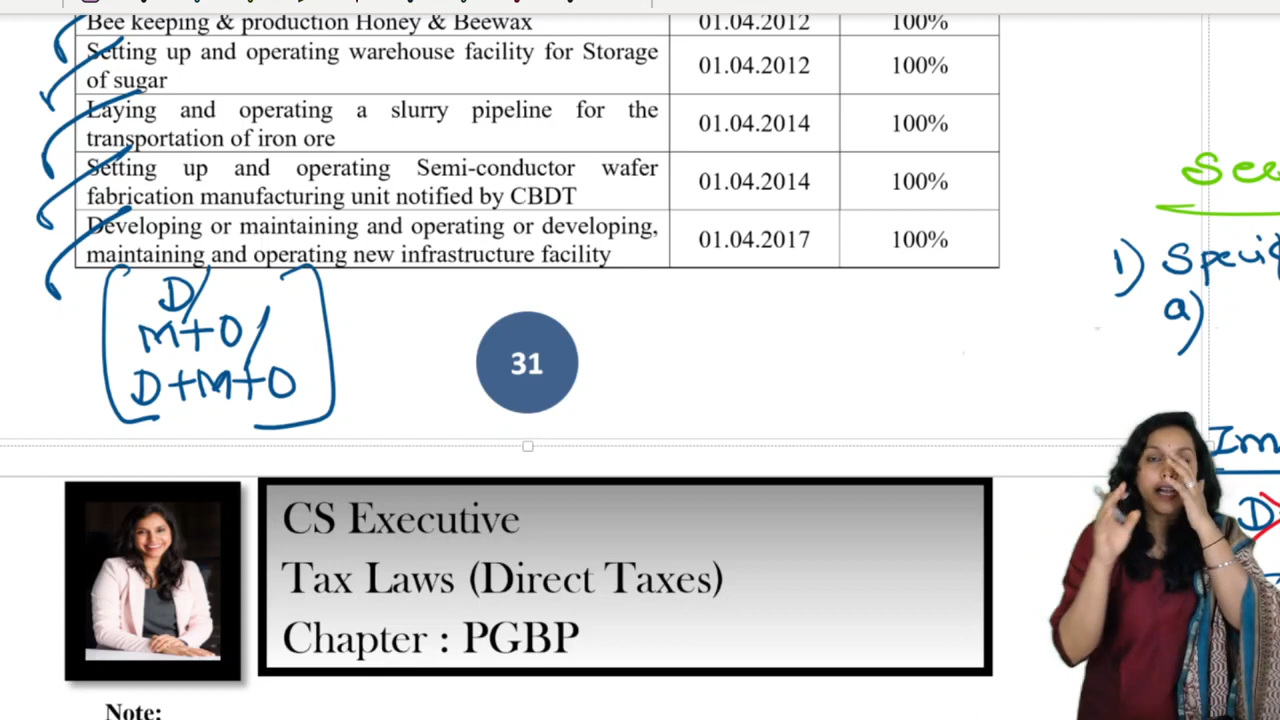 Bee keeping & production Honey & Beewax 01.04.2012 100%
Setting up and operating warehouse facility for Storage of sugar 01.04.2012 100%
Laying and operating a slurry pipeline for the transportation of iron ore 01.04.2014 100%
Setting up and operating Semi-conductor wafer fabrication manufacturing unit notified by CBDT 01.04.2014 100%
Developing or maintaining and operating or developing, maintaining and operating new infrastructure facility 01.04.2017 100%
D/
M+O/
D+M+O
31
See
1) Speci
a)
Im
D
CS Executive
Tax Laws (Direct Taxes)
Chapter : PGBP
Note: